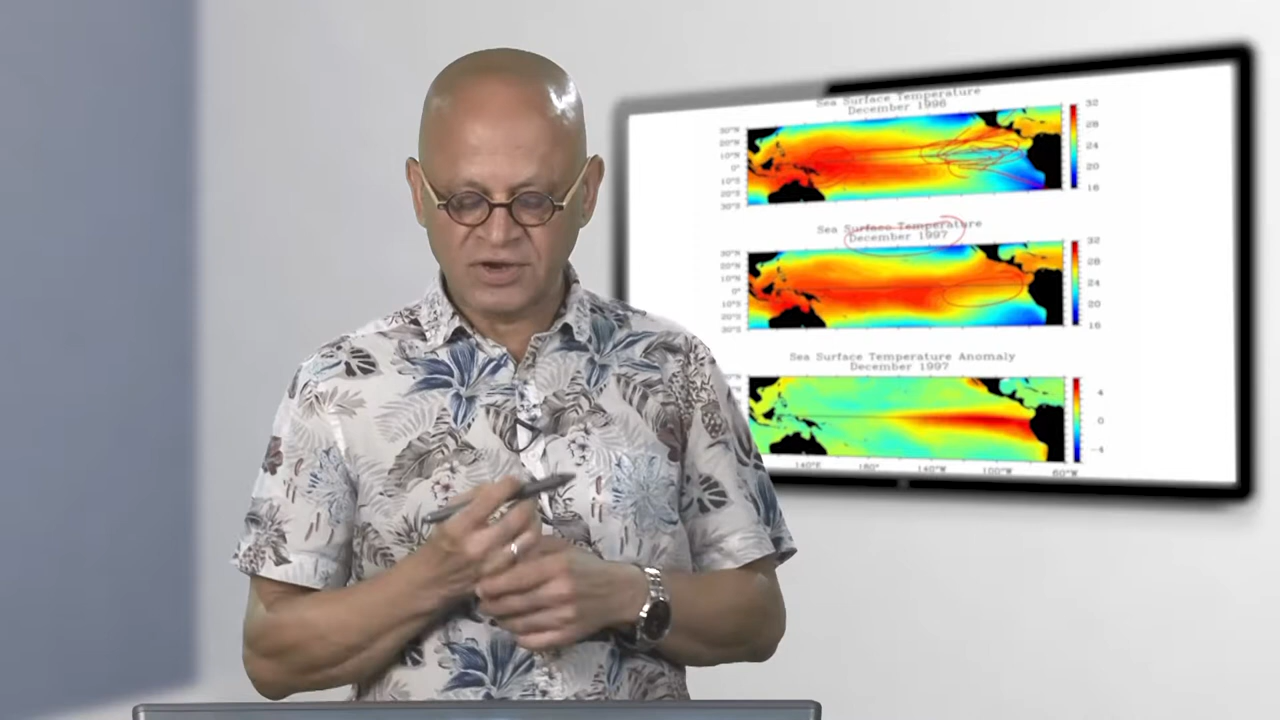 Sea Surface Temperature
December 1996
32
30°N
20°N
10°N
0°
10°S
20°S
30°S
28
24
20
16
Sea Surface Temperature
December 1997
32
30°N
20°N
10°N
0°
10°S
20°S
30°S
28
24
20
16
Sea Surface Temperature Anomaly
December 1997
4
0
-4
140°E
180°
140°W
100°W
60°W